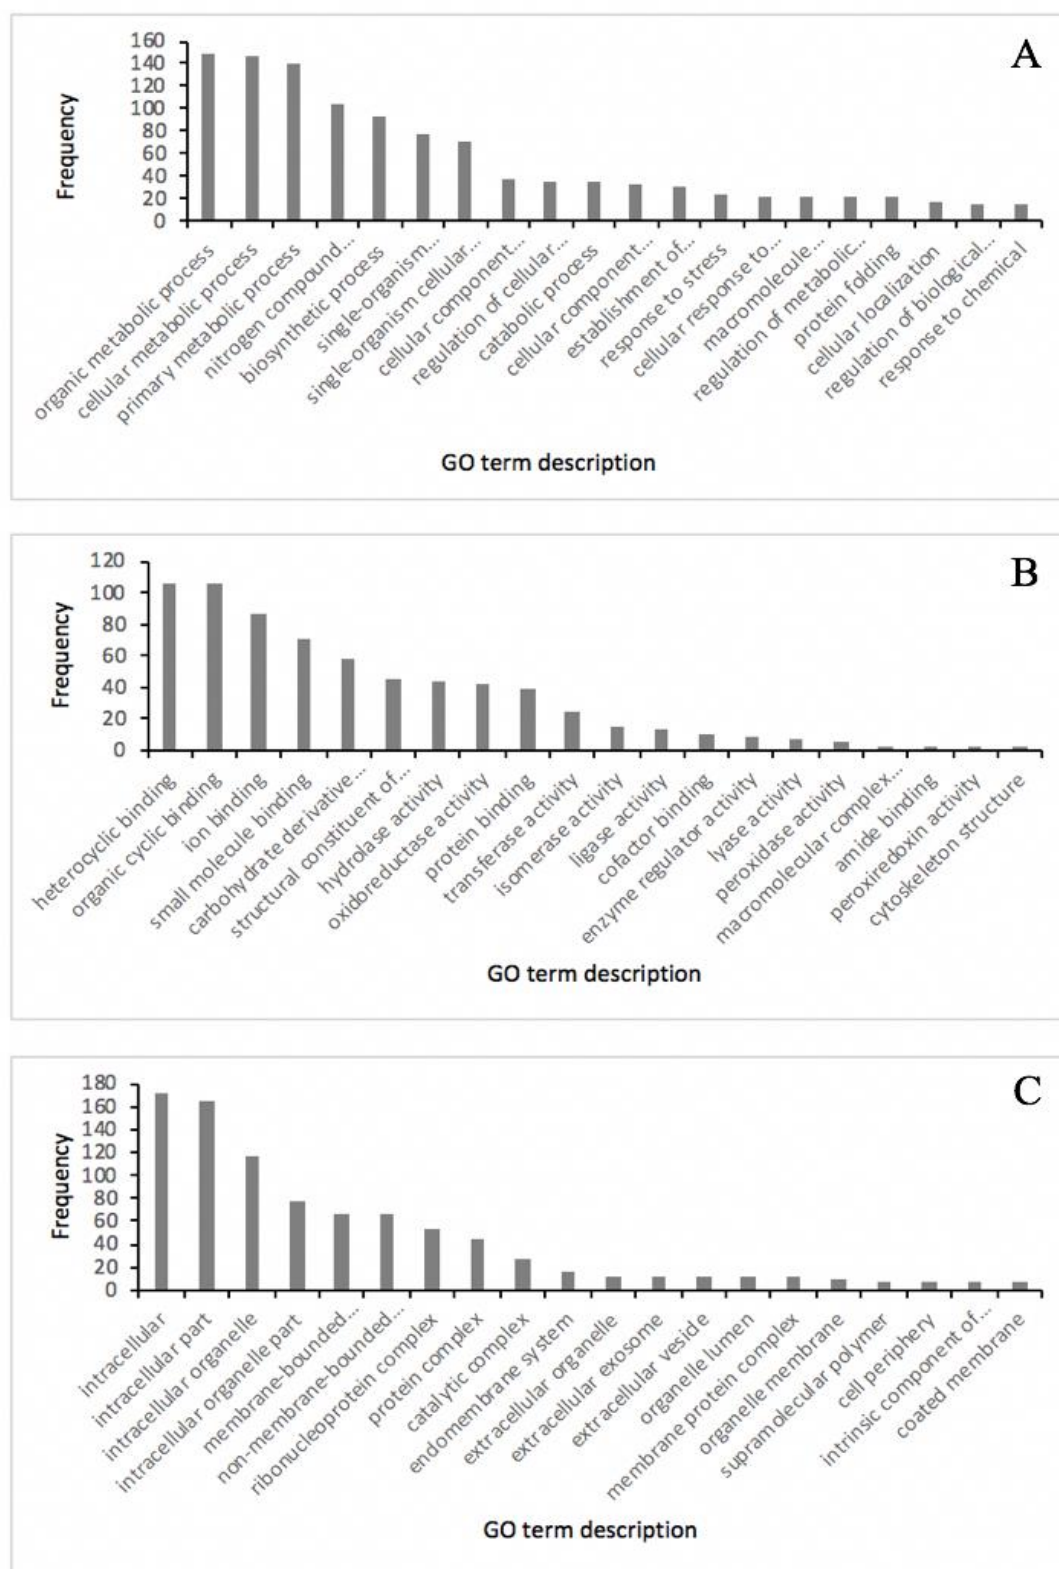 A
Frequency
160
140
120
100
80
60
40
20
0
organic metabolic process
cellular metabolic process
primary metabolic process
nitrogen compound...
biosynthetic process
single-organism...
single-organism cellular...
cellular component...
regulation of cellular...
catabolic process
cellular component...
establishment of...
response to stress
cellular response to...
macromolecule...
regulation of metabolic...
protein folding
cellular localization
regulation of biological...
response to chemical
GO term description
B
Frequency
120
100
80
60
40
20
0
heterocyclic binding
organic cyclic binding
ion binding
small molecule binding
carbohydrate derivative...
structural constituent of...
hydrolase activity
oxidoreductase activity
protein binding
transferase activity
isomerase activity
ligase activity
cofactor binding
enzyme regulator activity
lyase activity
peroxidase activity
macromolecular complex...
amide binding
peroxiredoxin activity
cytoskeleton structure
GO term description
C
Frequency
180
160
140
120
100
80
60
40
20
0
intracellular
intracellular part
intracellular organelle
intracellular organelle part
membrane-bounded...
non-membrane-bounded...
ribonucleoprotein complex
protein complex
catalytic complex
endomembrane system
extracellular organelle
extracellular exosome
extracellular veside
organelle lumen
membrane protein complex
organelle membrane
supramolecular polymer
cell periphery
intrinsic component of...
coated membrane
GO term description